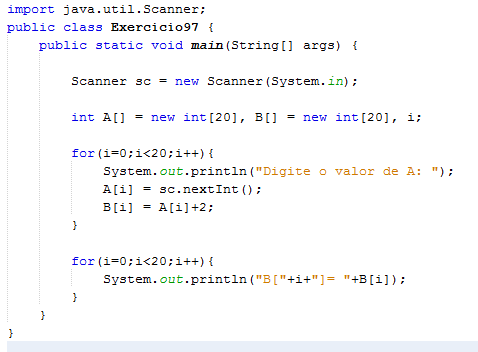 import java.util.Scanner;
public class Exercicio97 {
    public static void main(String[] args) {
        Scanner sc = new Scanner(System.in);
        int A[] = new int[20], B[] = new int[20], i;
        for(i=0;i<20;i++){
            System.out.println("Digite o valor de A: ");
            A[i] = sc.nextInt();
            B[i] = A[i]+2;
        }
        for(i=0;i<20;i++){
            System.out.println("B["+i+"]= "+B[i]);
        }
    }
}